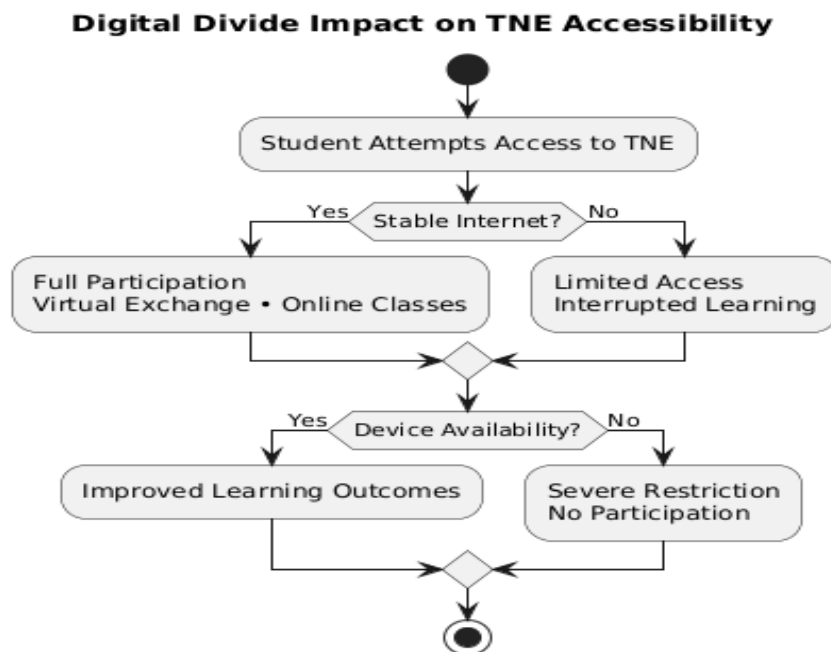 Digital Divide Impact on TNE Accessibility
Student Attempts Access to TNE
Yes
Stable Internet?
No
Full Participation
Virtual Exchange • Online Classes
Limited Access
Interrupted Learning
Yes
Device Availability?
No
Improved Learning Outcomes
Severe Restriction
No Participation